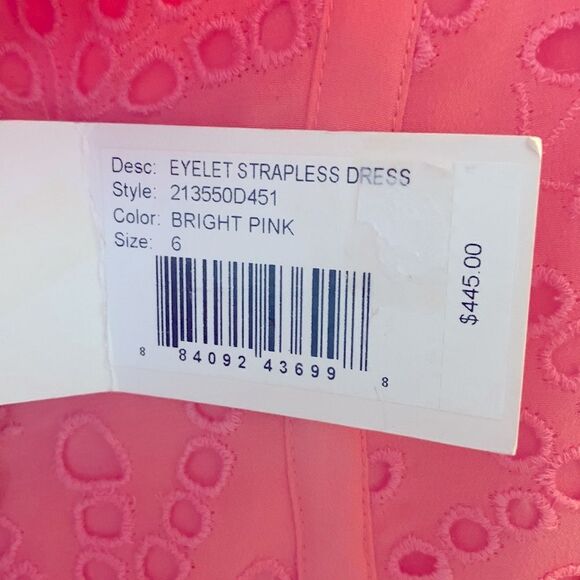 Desc: EYELET STRAPLESS DRESS
Style: 213550D451
Color: BRIGHT PINK
Size: 6
8 84092 43699 8
$445.00